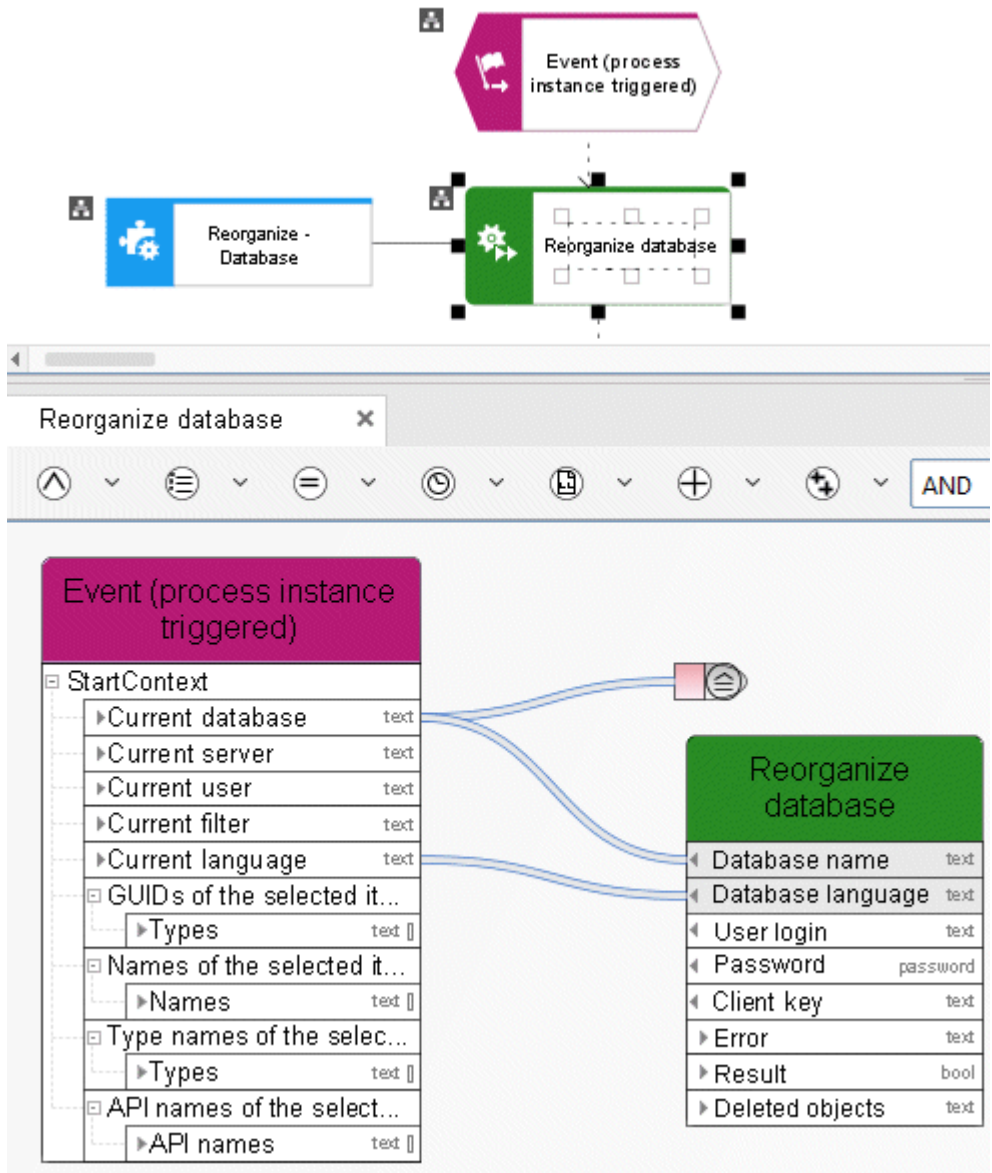 Event (process
instance triggered)
Reorganize -
Database
Reorganize database
Reorganize database
AND
Event (process instance
triggered)
StartContext
Current database text
Current server text
Current user text
Current filter text
Current language text
GUIDs of the selected it...
Types text []
Names of the selected it...
Names text []
Type names of the selec...
Types text []
API names of the select...
API names text []
Reorganize
database
Database name text
Database language text
User login text
Password password
Client key text
Error text
Result bool
Deleted objects text